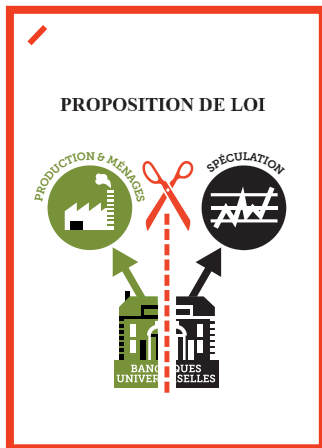 PROPOSITION DE LOI
PRODUCTION & MÉNAGES
SPÉCULATION
BANQUES
UNIVERSELLES